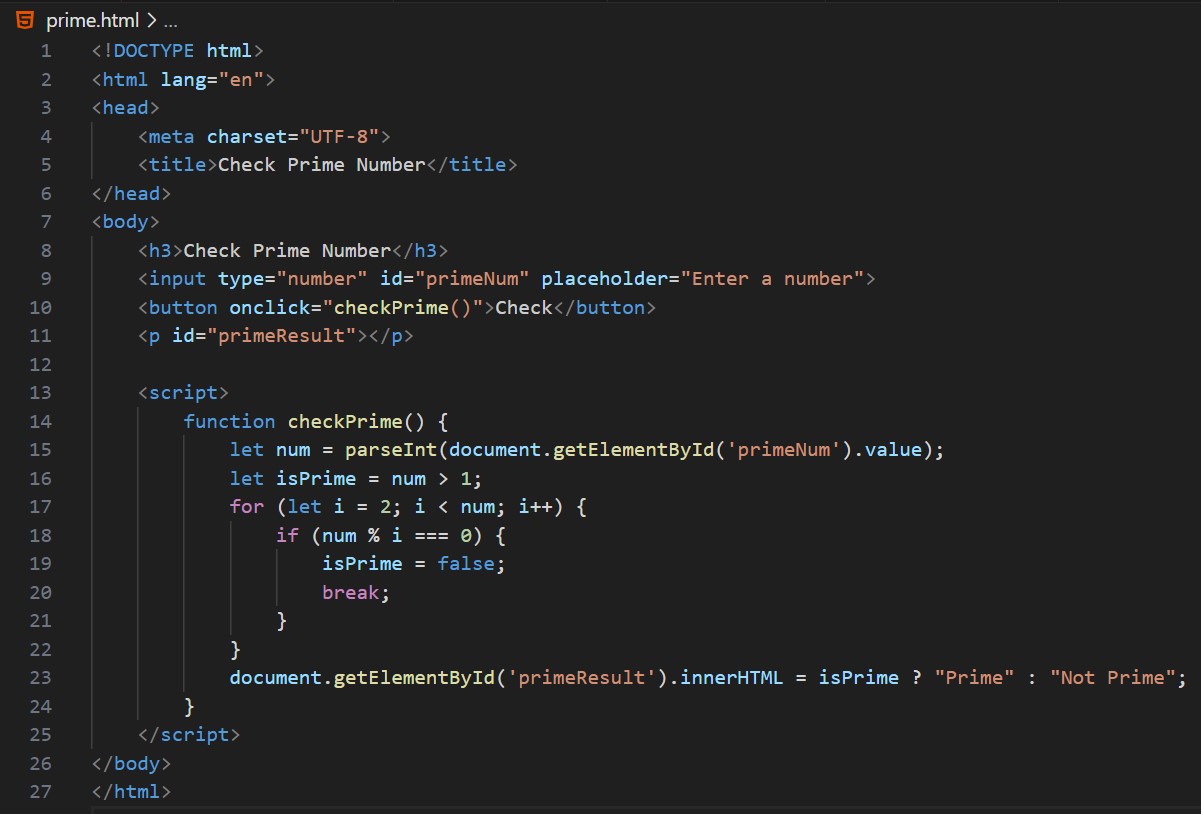 prime.html > ...
1 <!DOCTYPE html>
2 <html lang="en">
3 <head>
4     <meta charset="UTF-8">
5     <title>Check Prime Number</title>
6 </head>
7 <body>
8     <h3>Check Prime Number</h3>
9     <input type="number" id="primeNum" placeholder="Enter a number">
10     <button onclick="checkPrime()">Check</button>
11     <p id="primeResult"></p>
12
13     <script>
14         function checkPrime() {
15             let num = parseInt(document.getElementById('primeNum').value);
16             let isPrime = num > 1;
17             for (let i = 2; i < num; i++) {
18                 if (num % i === 0) {
19                     isPrime = false;
20                     break;
21                 }
22             }
23             document.getElementById('primeResult').innerHTML = isPrime ? "Prime" : "Not Prime";
24         }
25     </script>
26 </body>
27 </html>